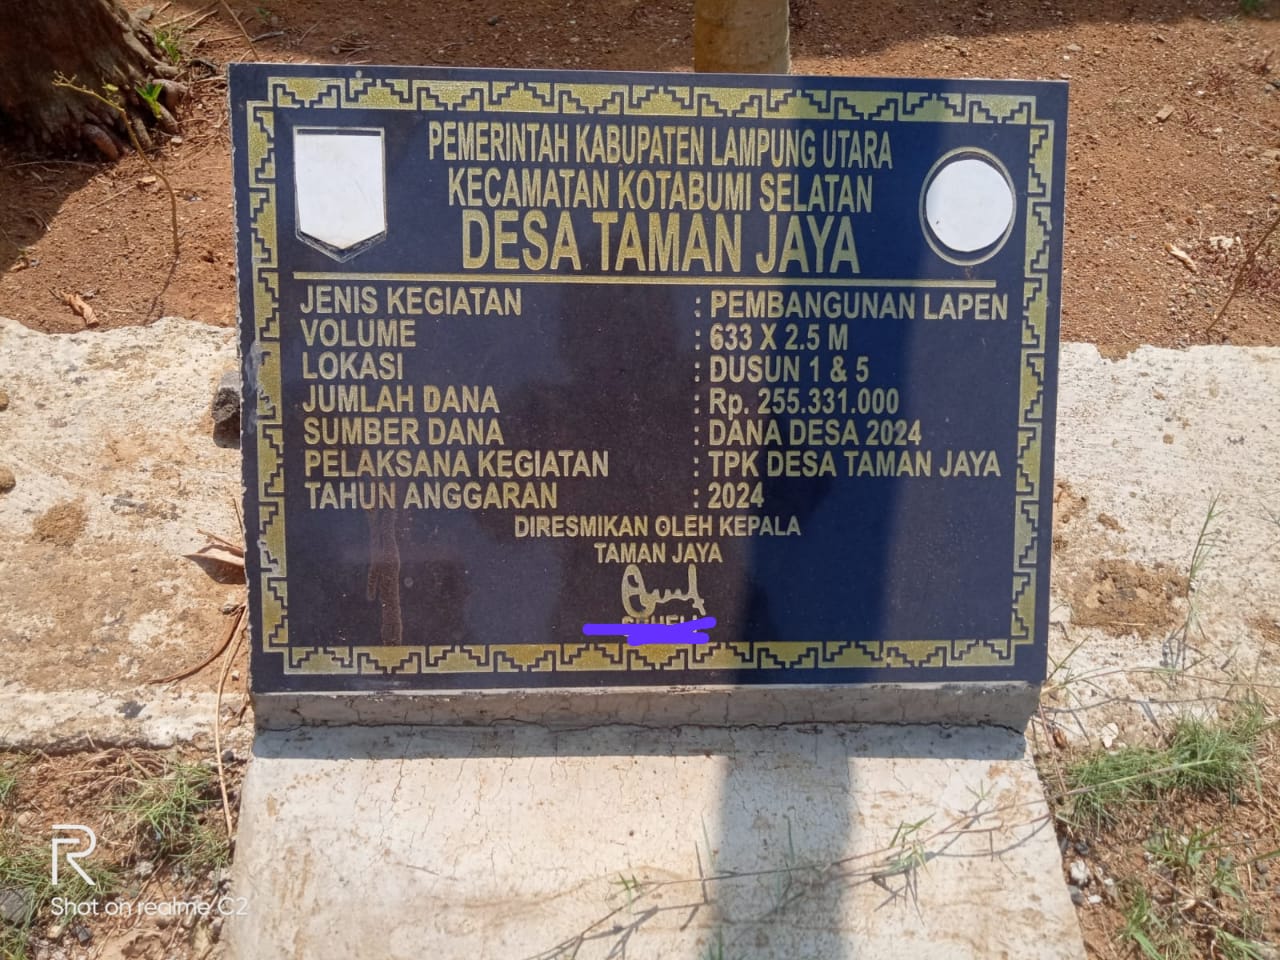 PEMERINTAH KABUPATEN LAMPUNG UTARA
KECAMATAN KOTABUMI SELATAN
DESA TAMAN JAYA
JENIS KEGIATAN : PEMBANGUNAN LAPEN
VOLUME : 633 X 2.5 M
LOKASI : DUSUN 1 & 5
JUMLAH DANA : Rp. 255.331.000
SUMBER DANA : DANA DESA 2024
PELAKSANA KEGIATAN : TPK DESA TAMAN JAYA
TAHUN ANGGARAN : 2024
DIRESMIKAN OLEH KEPALA
TAMAN JAYA
R
Shot on realme C2